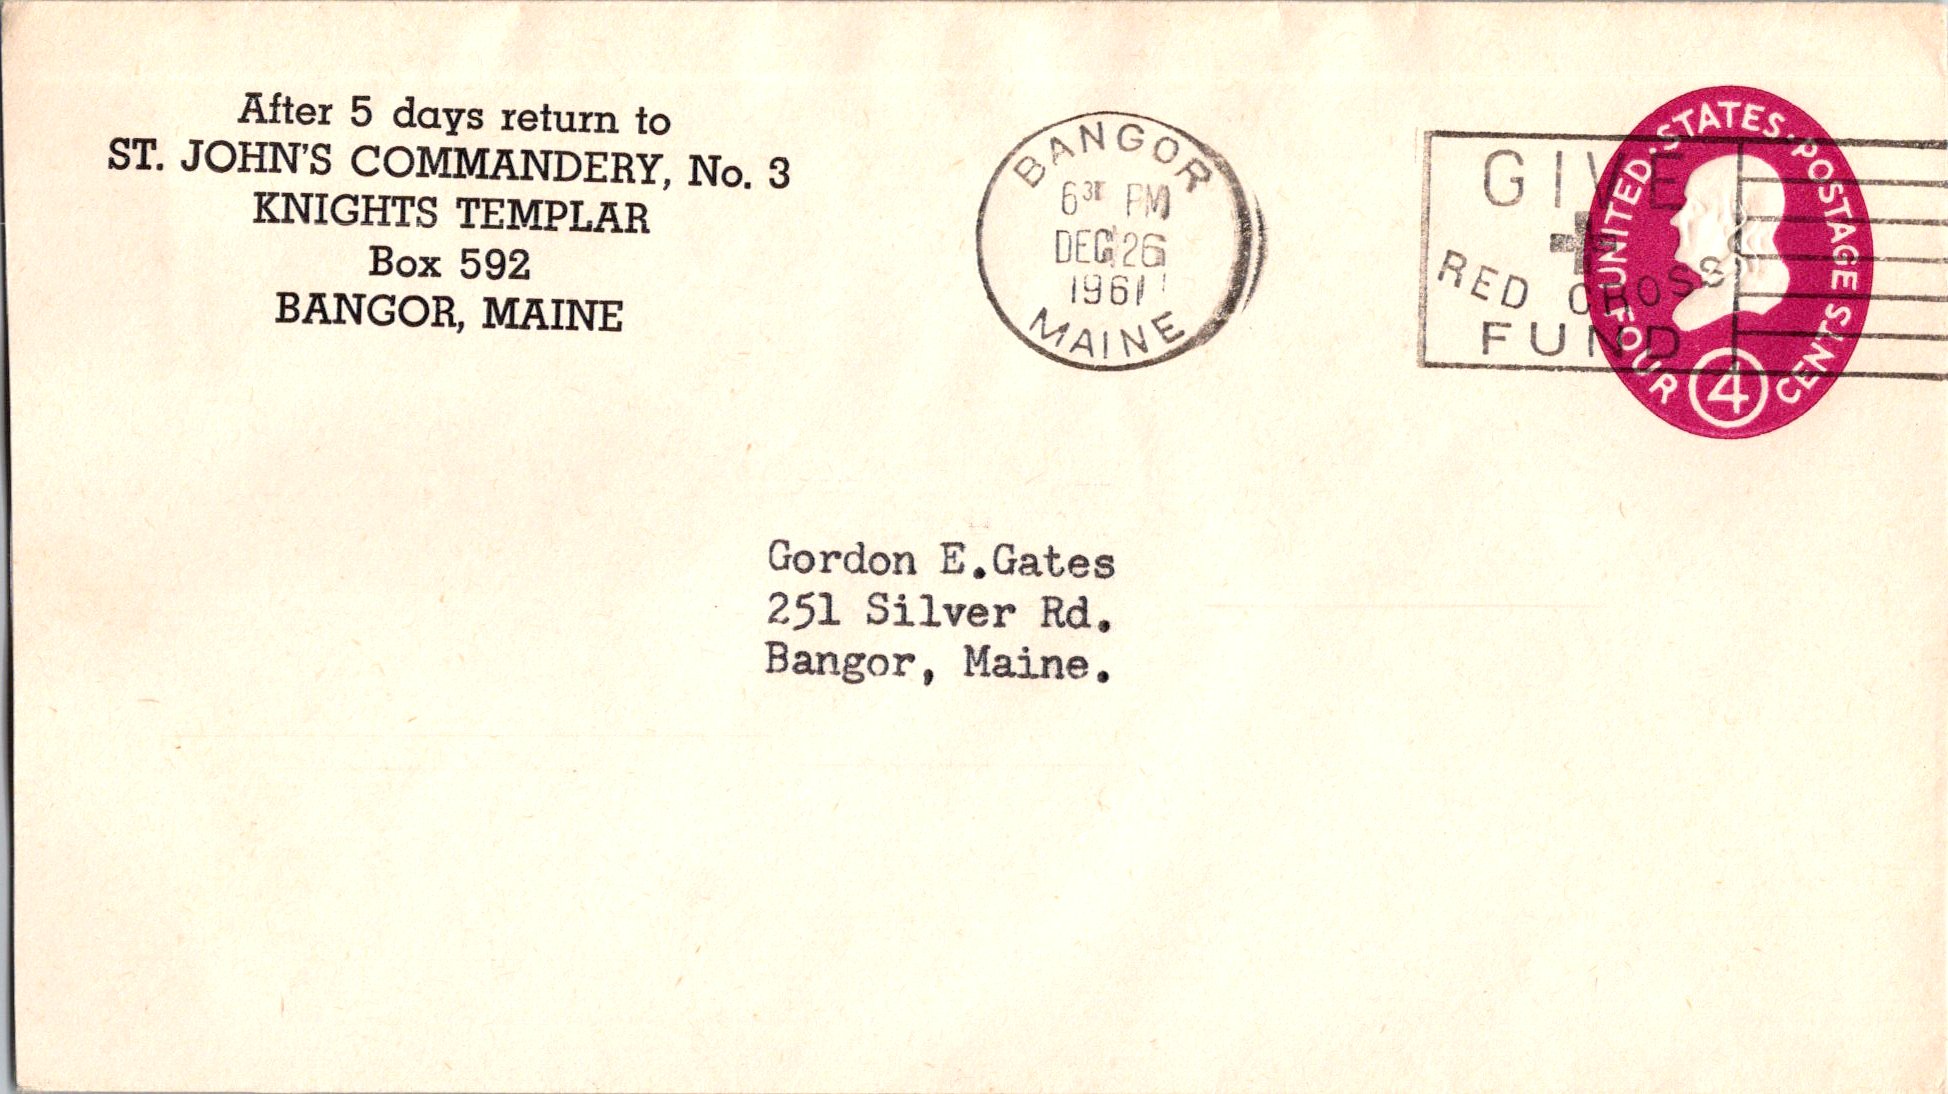 After 5 days return to
ST. JOHN'S COMMANDERY, No. 3
KNIGHTS TEMPLAR
Box 592
BANGOR, MAINE
BANGOR
PM
DEC 26
1961
MAINE
GIVE
RED CROSS
FUND
UNITED·STATES·POSTAGE
FOUR 4 CENTS
Gordon E.Gates
251 Silver Rd.
Bangor, Maine.